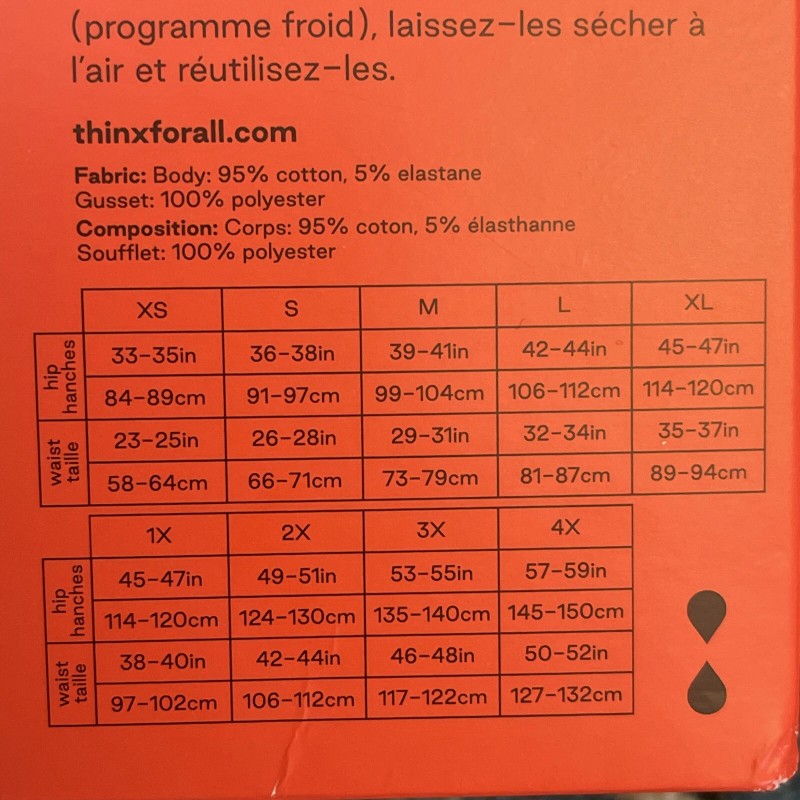 (programme froid), laissez-les sécher à
l'air et réutilisez-les.
thinxforall.com
Fabric: Body: 95% cotton, 5% elastane
Gusset: 100% polyester
Composition: Corps: 95% coton, 5% élasthanne
Soufflet: 100% polyester
XS S M L XL
hip hanches 33-35in 36-38in 39-41in 42-44in 45-47in
84-89cm 91-97cm 99-104cm 106-112cm 114-120cm
waist taille 23-25in 26-28in 29-31in 32-34in 35-37in
58-64cm 66-71cm 73-79cm 81-87cm 89-94cm
1X 2X 3X 4X
hip hanches 45-47in 49-51in 53-55in 57-59in
114-120cm 124-130cm 135-140cm 145-150cm
waist taille 38-40in 42-44in 46-48in 50-52in
97-102cm 106-112cm 117-122cm 127-132cm